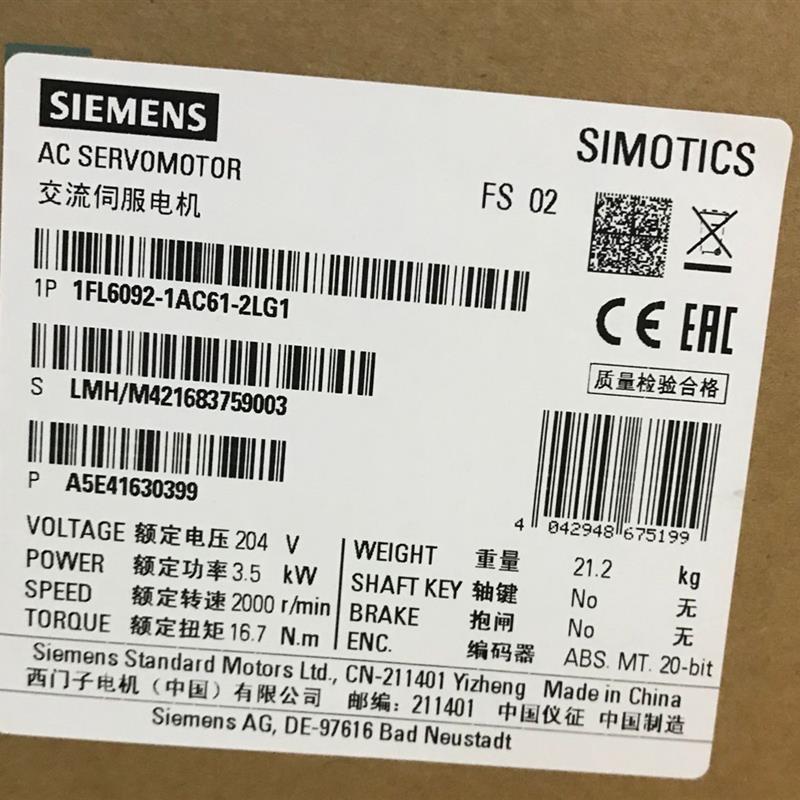 SIEMENS
SIMOTICS
AC SERVOMOTOR
交流伺服电机
FS 02
1P 1FL6092-1AC61-2LG1
CE EAC
S LMH/M421683759003
质量检验合格
P A5E41630399
4 042948 675199
VOLTAGE 额定电压 204 V
POWER 额定功率 3.5 kW
SPEED 额定转速 2000 r/min
TORQUE 额定扭矩 16.7 N.m
WEIGHT 重量 21.2 kg
SHAFT KEY 轴键 No 无
BRAKE 抱闸 No 无
ENC. 编码器 ABS. MT. 20-bit
Siemens Standard Motors Ltd., CN-211401 Yizheng Made in China
西门子电机（中国）有限公司 邮编：211401 中国仪征 中国制造
Siemens AG, DE-97616 Bad Neustadt